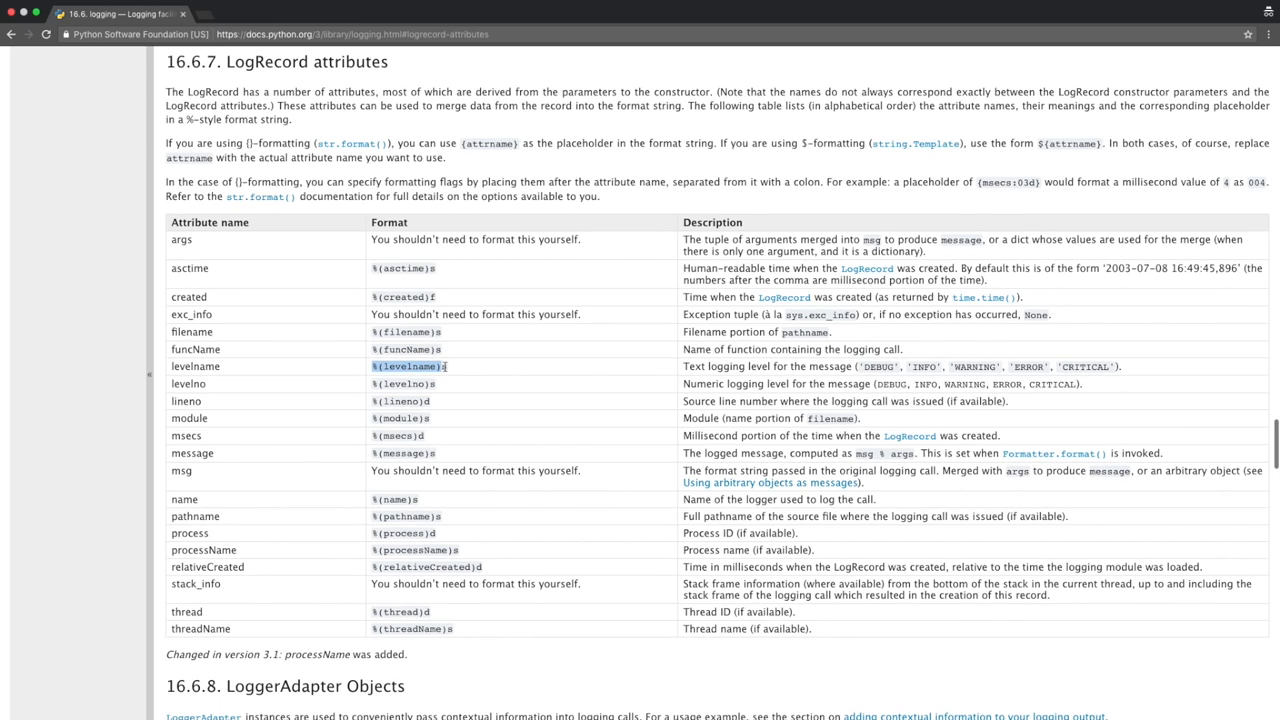 16.6. logging — Logging faci
Python Software Foundation [US] https://docs.python.org/3/library/logging.html#logrecord-attributes
16.6.7. LogRecord attributes
The LogRecord has a number of attributes, most of which are derived from the parameters to the constructor. (Note that the names do not always correspond exactly between the LogRecord constructor parameters and the
LogRecord attributes.) These attributes can be used to merge data from the record into the format string. The following table lists (in alphabetical order) the attribute names, their meanings and the corresponding placeholder
in a %-style format string.
If you are using {}-formatting (str.format()), you can use {attrname} as the placeholder in the format string. If you are using $-formatting (string.Template), use the form ${attrname}. In both cases, of course, replace
attrname with the actual attribute name you want to use.
In the case of {}-formatting, you can specify formatting flags by placing them after the attribute name, separated from it with a colon. For example: a placeholder of {msecs:03d} would format a millisecond value of 4 as 004.
Refer to the str.format() documentation for full details on the options available to you.
Attribute name Format Description
args You shouldn't need to format this yourself. The tuple of arguments merged into msg to produce message, or a dict whose values are used for the merge (when
there is only one argument, and it is a dictionary).
asctime %(asctime)s Human-readable time when the LogRecord was created. By default this is of the form ‘2003-07-08 16:49:45,896’ (the
numbers after the comma are millisecond portion of the time).
created %(created)f Time when the LogRecord was created (as returned by time.time()).
exc_info You shouldn't need to format this yourself. Exception tuple (à la sys.exc_info) or, if no exception has occurred, None.
filename %(filename)s Filename portion of pathname.
funcName %(funcName)s Name of function containing the logging call.
levelname %(levelname)s Text logging level for the message ('DEBUG', 'INFO', 'WARNING', 'ERROR', 'CRITICAL').
levelno %(levelno)s Numeric logging level for the message (DEBUG, INFO, WARNING, ERROR, CRITICAL).
lineno %(lineno)d Source line number where the logging call was issued (if available).
module %(module)s Module (name portion of filename).
msecs %(msecs)d Millisecond portion of the time when the LogRecord was created.
message %(message)s The logged message, computed as msg % args. This is set when Formatter.format() is invoked.
msg You shouldn't need to format this yourself. The format string passed in the original logging call. Merged with args to produce message, or an arbitrary object (see
Using arbitrary objects as messages).
name %(name)s Name of the logger used to log the call.
pathname %(pathname)s Full pathname of the source file where the logging call was issued (if available).
process %(process)d Process ID (if available).
processName %(processName)s Process name (if available).
relativeCreated %(relativeCreated)d Time in milliseconds when the LogRecord was created, relative to the time the logging module was loaded.
stack_info You shouldn't need to format this yourself. Stack frame information (where available) from the bottom of the stack in the current thread, up to and including the
stack frame of the logging call which resulted in the creation of this record.
thread %(thread)d Thread ID (if available).
threadName %(threadName)s Thread name (if available).
Changed in version 3.1: processName was added.
16.6.8. LoggerAdapter Objects
LoggerAdapter instances are used to conveniently pass contextual information into logging calls. For a usage example, see the section on adding contextual information to your logging output.